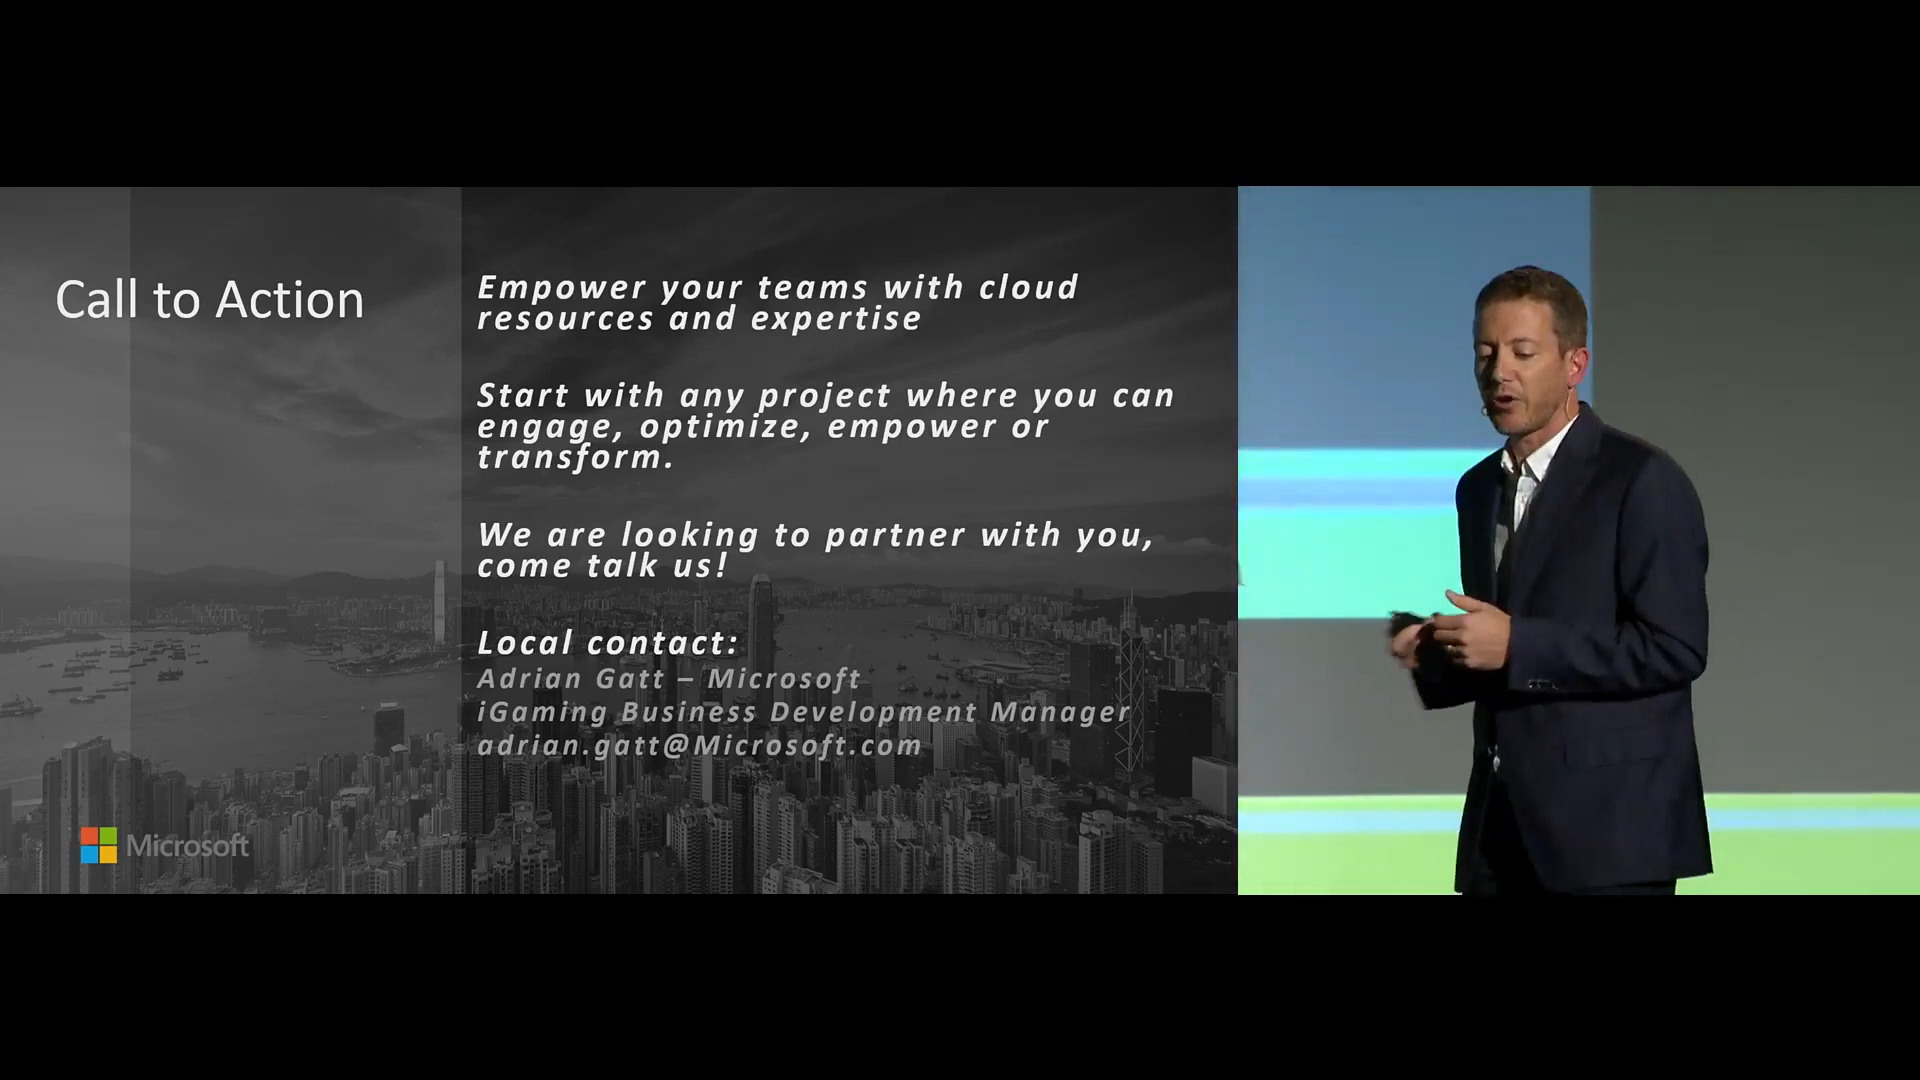 Call to Action
Empower your teams with cloud
resources and expertise
Start with any project where you can
engage, optimize, empower or
transform.
We are looking to partner with you,
come talk us!
Local contact:
Adrian Gatt – Microsoft
iGaming Business Development Manager
adrian.gatt@Microsoft.com
Microsoft